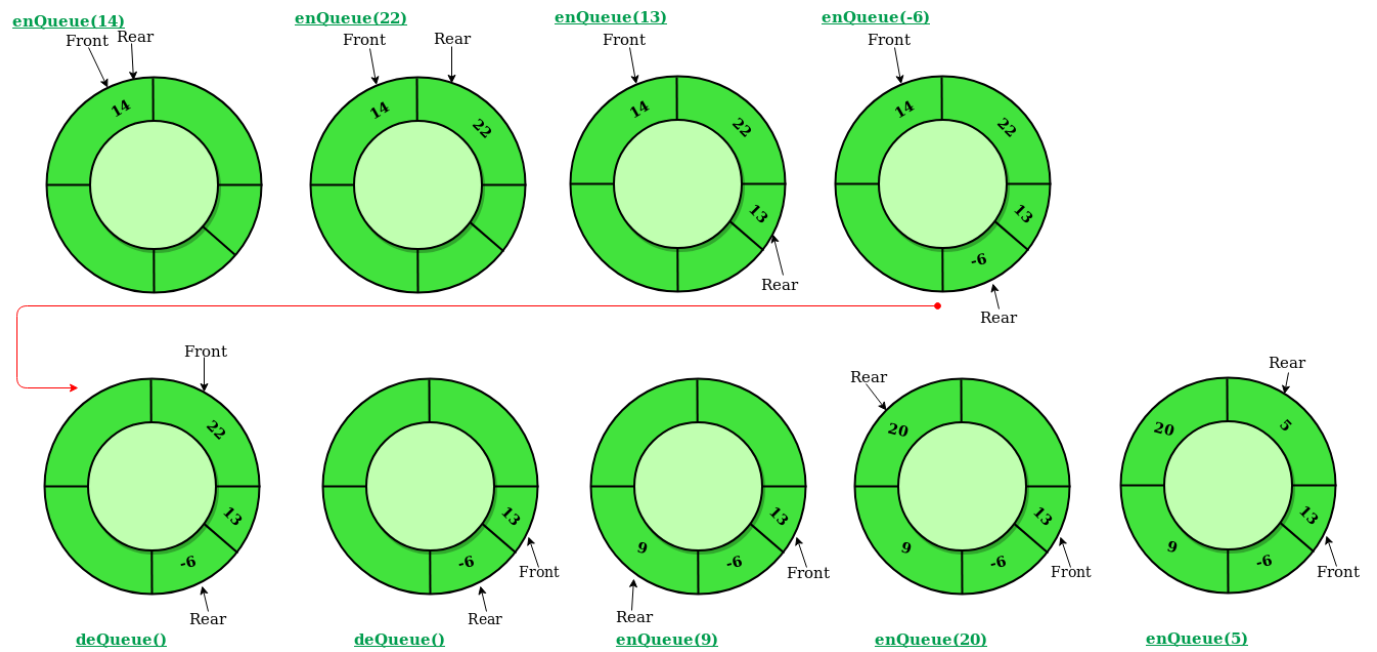 enQueue(14)
Front
Rear
14
enQueue(22)
Front
Rear
14
22
enQueue(13)
Front
14
22
13
Rear
enQueue(-6)
Front
14
22
13
-6
Rear
Front
22
13
-6
Rear
deQueue()
13
-6
Front
Rear
deQueue()
13
9
-6
Front
Rear
enQueue(9)
Rear
20
13
9
-6
Front
enQueue(20)
Rear
20
5
13
9
-6
Front
enQueue(5)